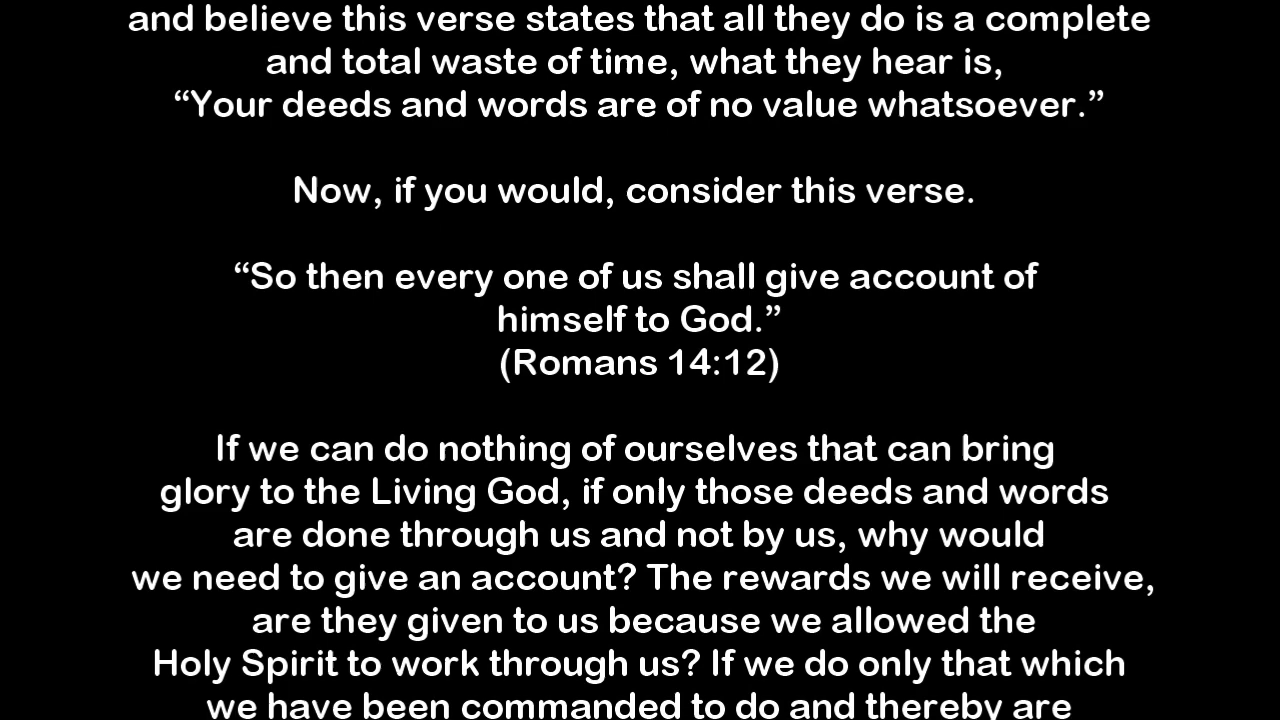 and believe this verse states that all they do is a complete
and total waste of time, what they hear is,
“Your deeds and words are of no value whatsoever.”
Now, if you would, consider this verse.
“So then every one of us shall give account of
himself to God.”
(Romans 14:12)
If we can do nothing of ourselves that can bring
glory to the Living God, if only those deeds and words
are done through us and not by us, why would
we need to give an account? The rewards we will receive,
are they given to us because we allowed the
Holy Spirit to work through us? If we do only that which
we have been commanded to do and thereby are